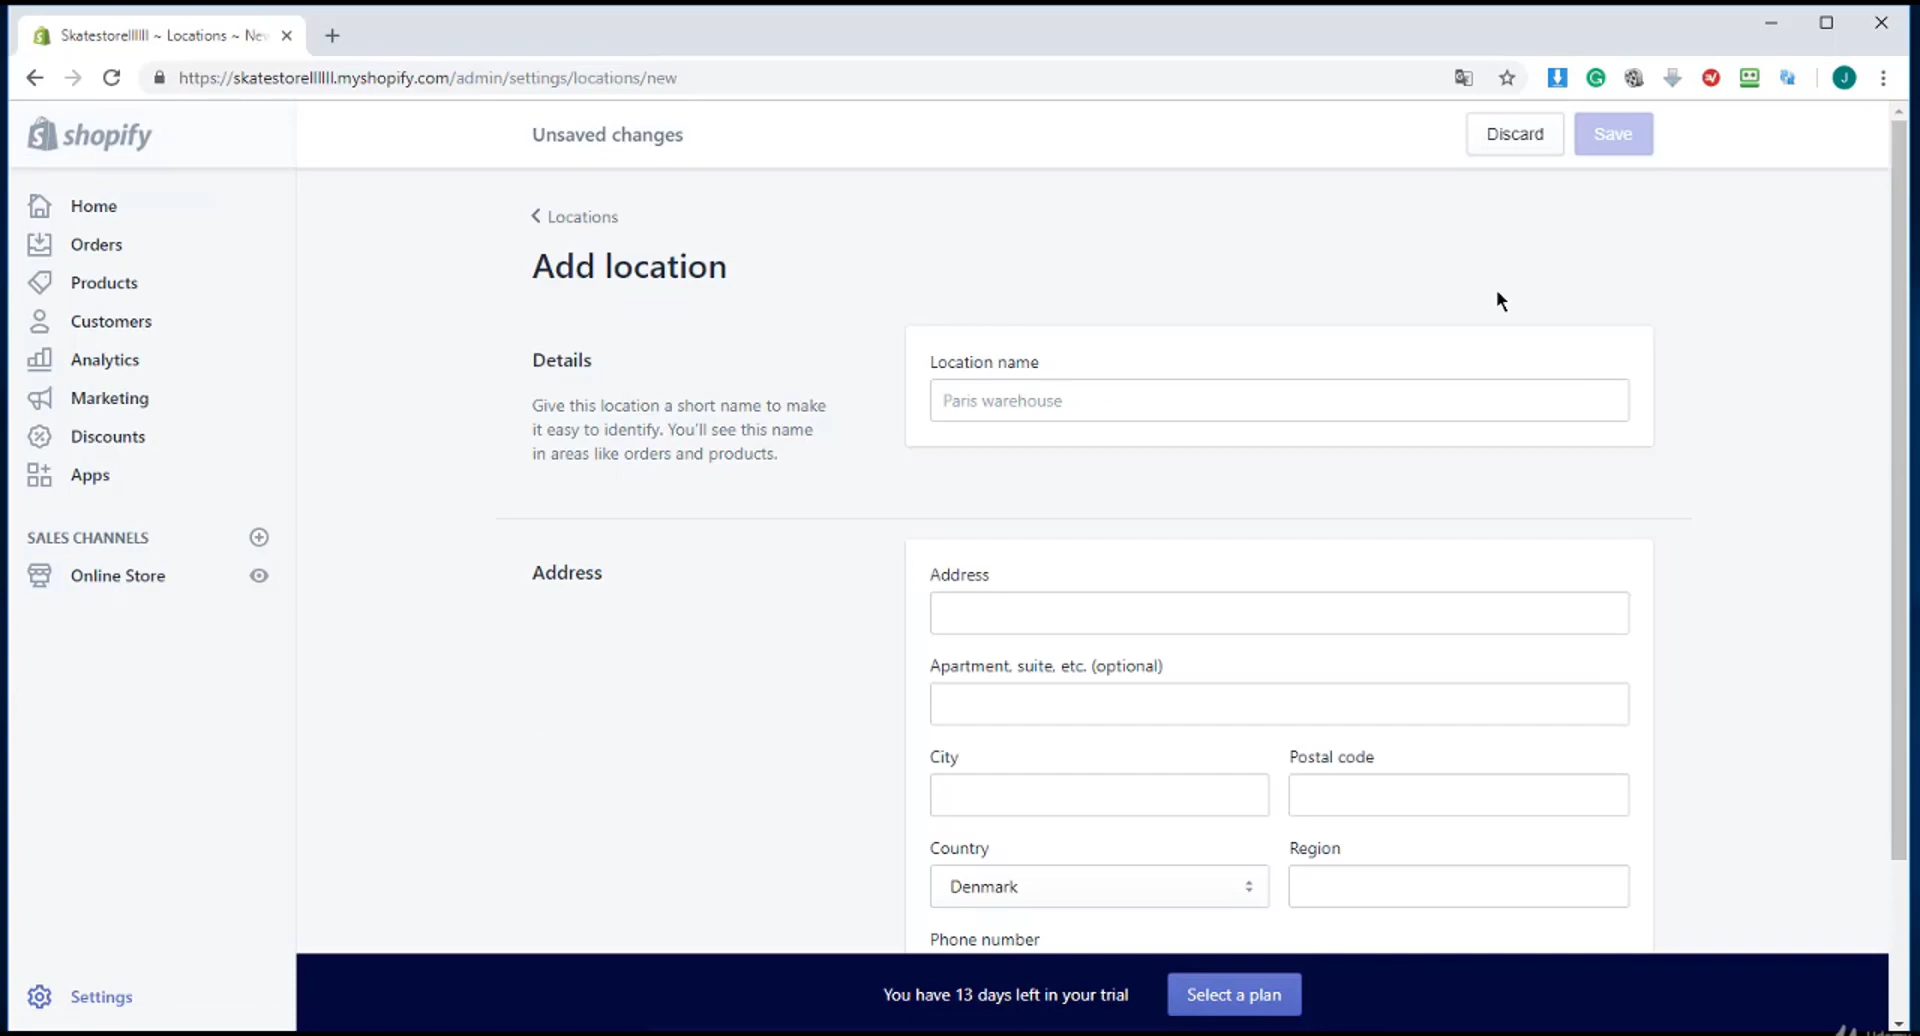 Skatestorellllll ~ Locations ~ Ne
https://skatestorellllll.myshopify.com/admin/settings/locations/new
J
shopify
Unsaved changes
Discard
Save
Home
Orders
Products
Customers
Analytics
Marketing
Discounts
Apps
SALES CHANNELS
Online Store
Settings
Locations
Add location
Details
Give this location a short name to make
it easy to identify. You'll see this name
in areas like orders and products.
Location name
Paris warehouse
Address
Address
Apartment, suite, etc. (optional)
City
Postal code
Country
Region
Denmark
Phone number
You have 13 days left in your trial
Select a plan